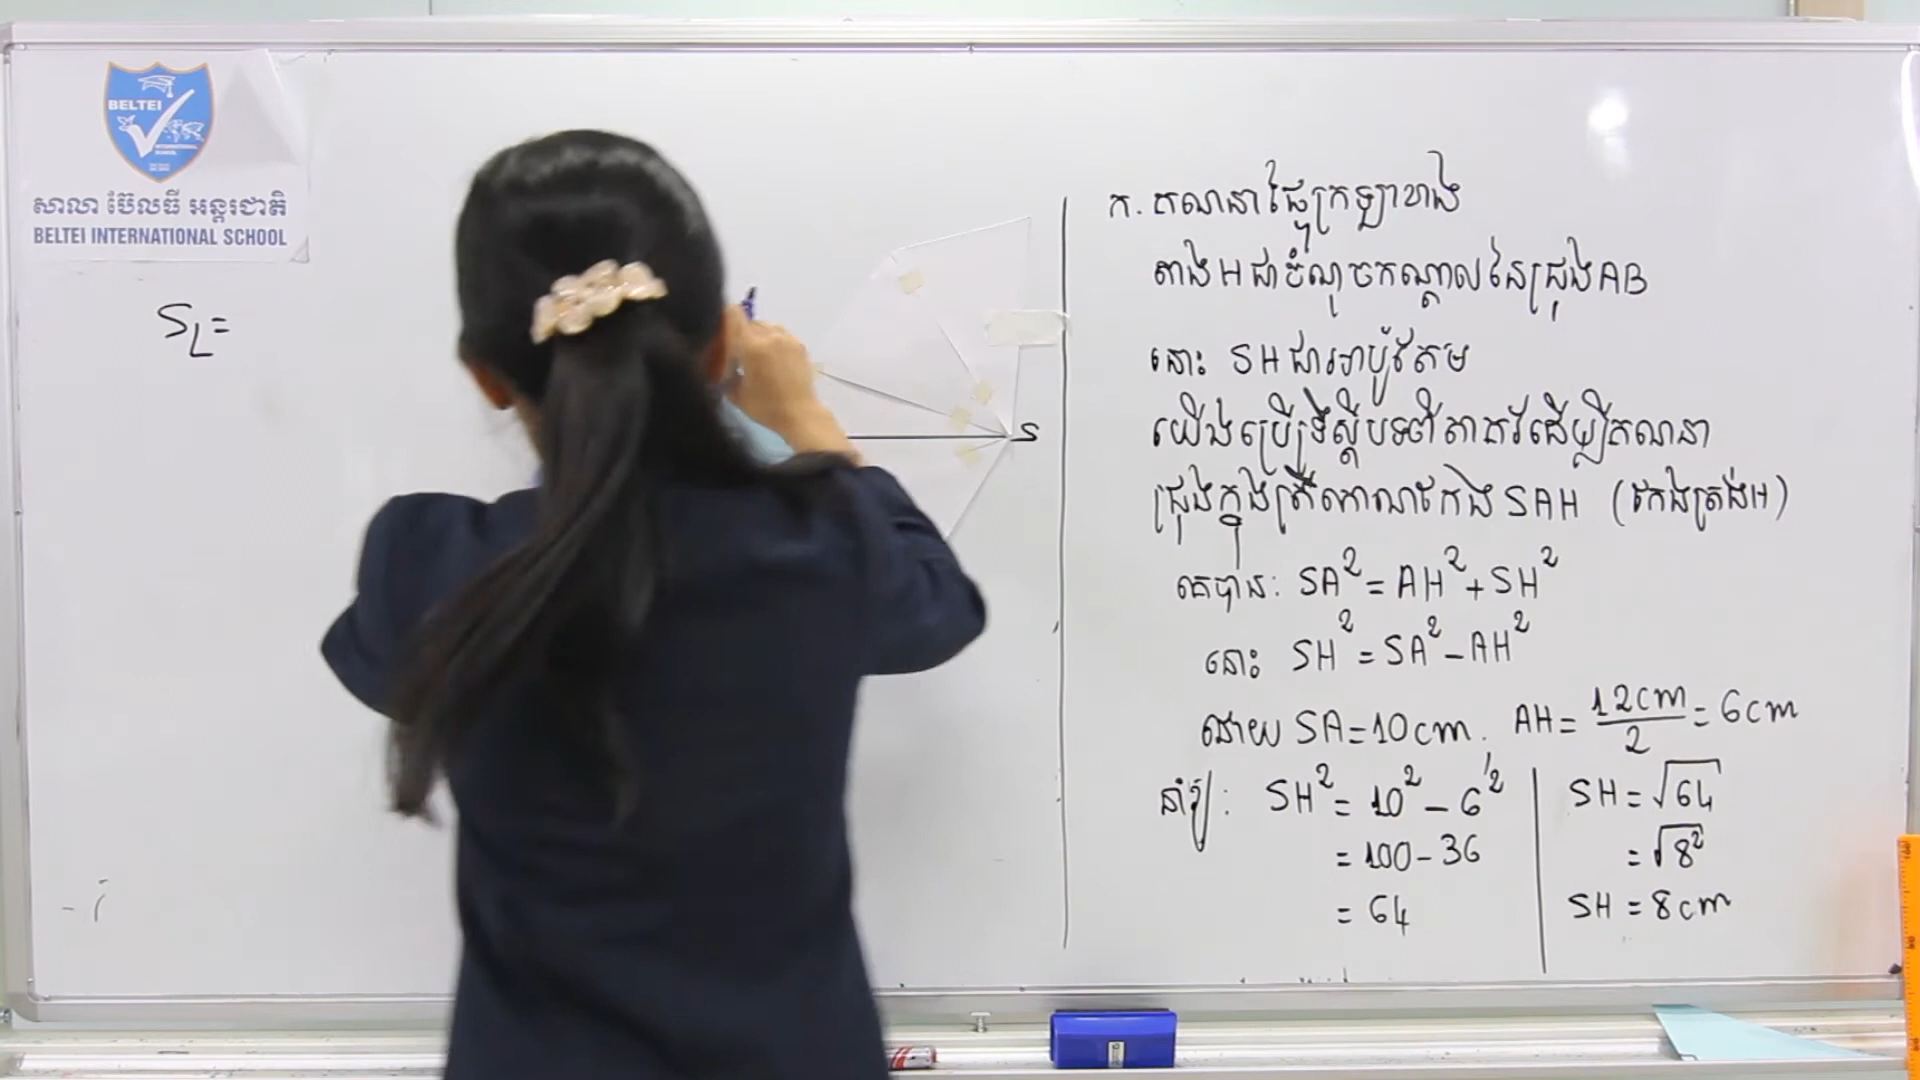 BELTEI
INTERNATIONAL
SCHOOL
សាលា ប៊ែលធី អន្តរជាតិ
BELTEI INTERNATIONAL SCHOOL
S_L =
S
ក. គណនាផ្ទៃក្រឡាខាង
តាង H ជាចំណុចកណ្តាលនៃជ្រុង AB
នោះ SH ជាអាប៉ូតែម
យើងប្រើទ្រឹស្តីបទពីតាគ័រដើម្បីគណនា
ជ្រុងក្នុងត្រីកោណកែង SAH (កែងត្រង់ H)
គេបាន: SA² = AH² + SH²
នោះ SH² = SA² - AH²
ដោយ SA = 10cm, AH = 12cm/2 = 6cm
នាំឱ្យ: SH² = 10² - 6²
= 100 - 36
= 64
SH = √64
= √8²
SH = 8cm